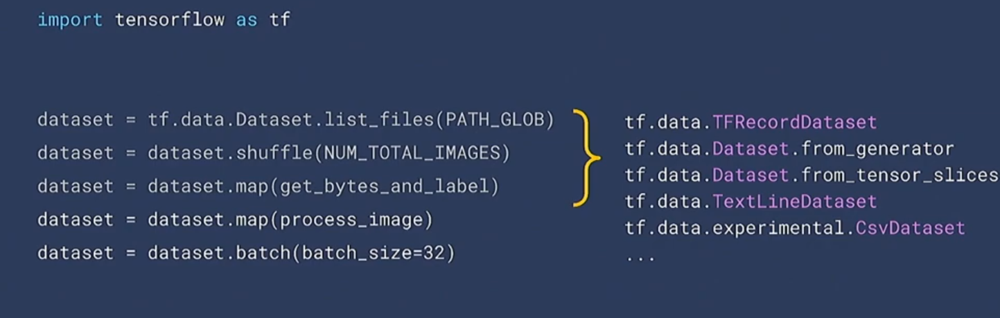 import tensorflow as tf
dataset = tf.data.Dataset.list_files(PATH_GLOB)
dataset = dataset.shuffle(NUM_TOTAL_IMAGES)
dataset = dataset.map(get_bytes_and_label)
dataset = dataset.map(process_image)
dataset = dataset.batch(batch_size=32)
tf.data.TFRecordDataset
tf.data.Dataset.from_generator
tf.data.Dataset.from_tensor_slices
tf.data.TextLineDataset
tf.data.experimental.CsvDataset
...